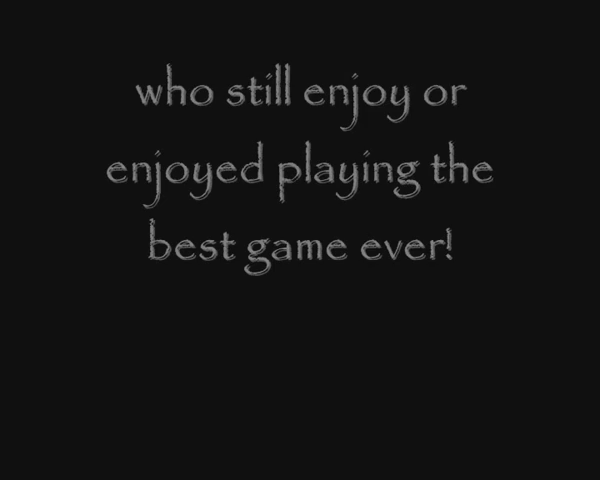 who still enjoy or
enjoyed playing the
best game ever!